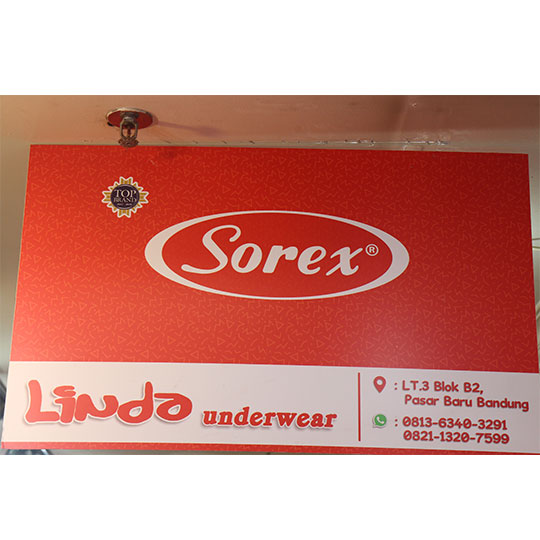 TOP
BRAND
Sorex®
Linda underwear
: LT.3 Blok B2,
Pasar Baru Bandung
: 0813-6340-3291
0821-1320-7599